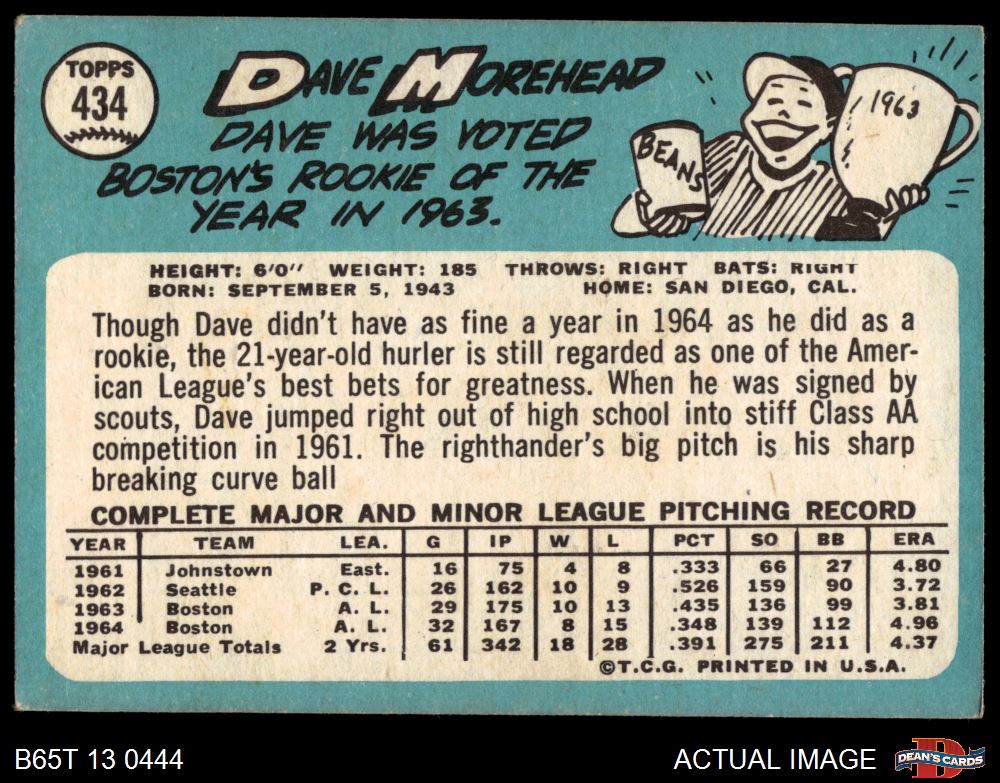 TOPPS
434
DAVE MOREHEAD
DAVE WAS VOTED
BOSTON'S ROOKIE OF THE
YEAR IN 1963.
BEANS
1963
HEIGHT: 6'0" WEIGHT: 185 THROWS: RIGHT BATS: RIGHT
BORN: SEPTEMBER 5, 1943 HOME: SAN DIEGO, CAL.
Though Dave didn't have as fine a year in 1964 as he did as a
rookie, the 21-year-old hurler is still regarded as one of the Amer-
ican League's best bets for greatness. When he was signed by
scouts, Dave jumped right out of high school into stiff Class AA
competition in 1961. The righthander's big pitch is his sharp
breaking curve ball
COMPLETE MAJOR AND MINOR LEAGUE PITCHING RECORD
YEAR TEAM LEA. G IP W L PCT SO BB ERA
1961 Johnstown East. 16 75 4 8 .333 66 27 4.80
1962 Seattle P. C. L. 26 162 10 9 .526 159 90 3.72
1963 Boston A. L. 29 175 10 13 .435 136 99 3.81
1964 Boston A. L. 32 167 8 15 .348 139 112 4.96
Major League Totals 2 Yrs. 61 342 18 28 .391 275 211 4.37
©T.C.G. PRINTED IN U.S.A.
B65T 13 0444 ACTUAL IMAGE DEAN'S CARDS